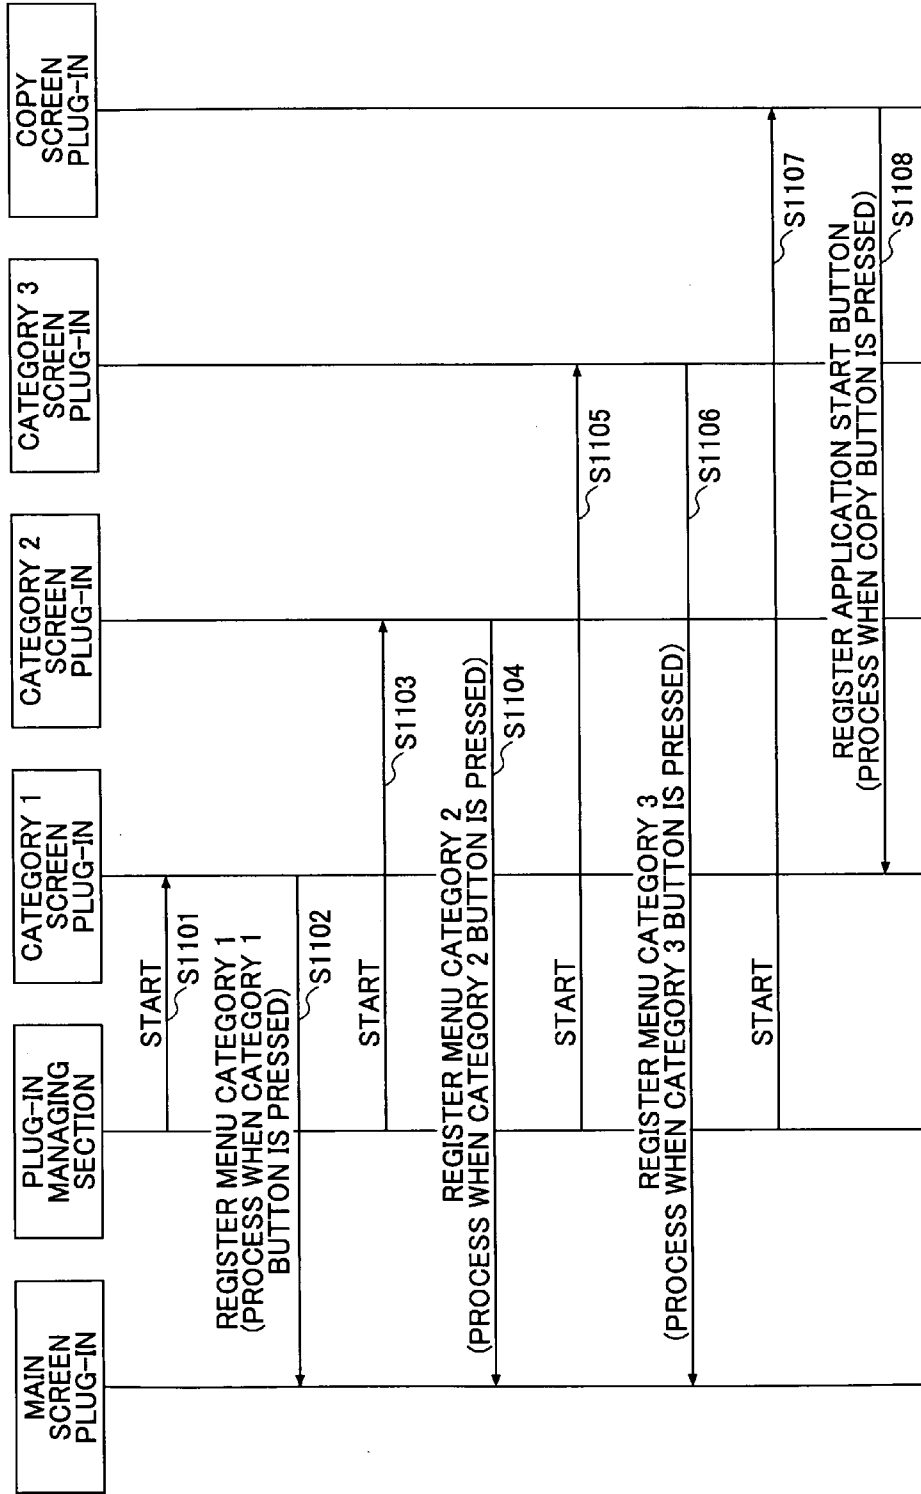 MAIN
SCREEN
PLUG-IN
PLUG-IN
MANAGING
SECTION
CATEGORY 1
SCREEN
PLUG-IN
CATEGORY 2
SCREEN
PLUG-IN
CATEGORY 3
SCREEN
PLUG-IN
COPY
SCREEN
PLUG-IN
START
S1101
REGISTER MENU CATEGORY 1
(PROCESS WHEN CATEGORY 1
BUTTON IS PRESSED)
S1102
START
S1103
REGISTER MENU CATEGORY 2
(PROCESS WHEN CATEGORY 2 BUTTON IS PRESSED)
S1104
START
S1105
REGISTER MENU CATEGORY 3
(PROCESS WHEN CATEGORY 3 BUTTON IS PRESSED)
S1106
START
S1107
REGISTER APPLICATION START BUTTON
(PROCESS WHEN COPY BUTTON IS PRESSED)
S1108